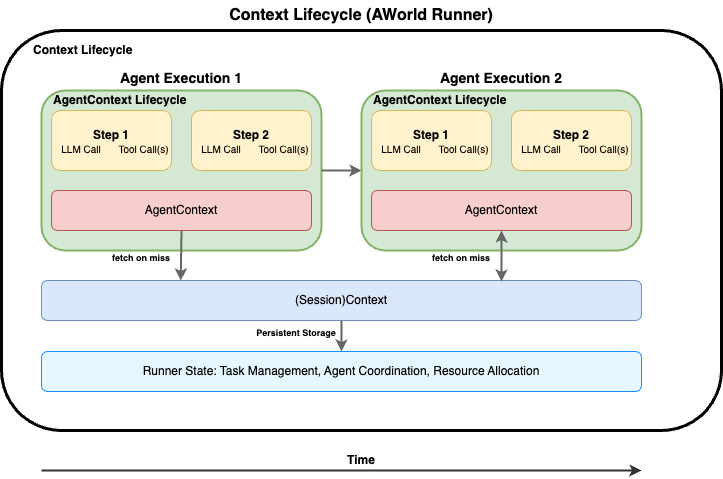 Context Lifecycle (AWorld Runner)
Context Lifecycle
Agent Execution 1
Agent Execution 2
AgentContext Lifecycle
AgentContext Lifecycle
Step 1
Step 2
Step 1
Step 2
LLM Call Tool Call(s)
LLM Call Tool Call(s)
LLM Call Tool Call(s)
LLM Call Tool Call(s)
AgentContext
AgentContext
fetch on miss
fetch on miss
(Session)Context
Persistent Storage
Runner State: Task Management, Agent Coordination, Resource Allocation
Time